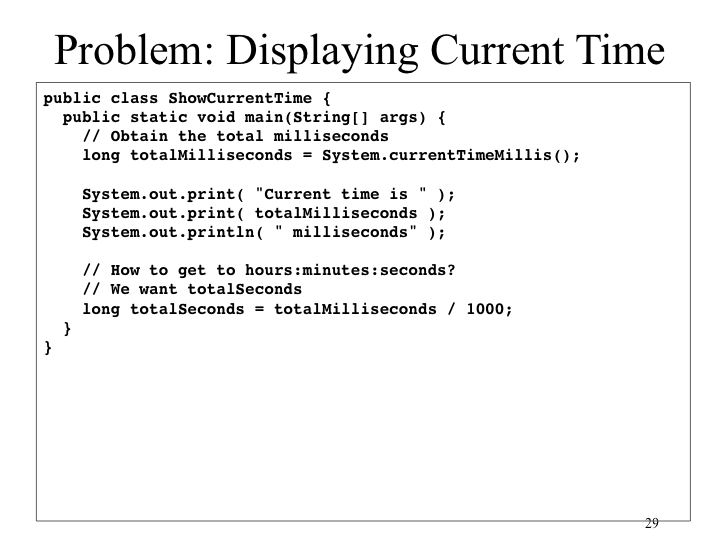 Problem: Displaying Current Time
public class ShowCurrentTime {
  public static void main(String[] args) {
    // Obtain the total milliseconds
    long totalMilliseconds = System.currentTimeMillis();

    System.out.print( "Current time is " );
    System.out.print( totalMilliseconds );
    System.out.println( " milliseconds" );

    // How to get to hours:minutes:seconds?
    // We want totalSeconds
    long totalSeconds = totalMilliseconds / 1000;
  }
}
29